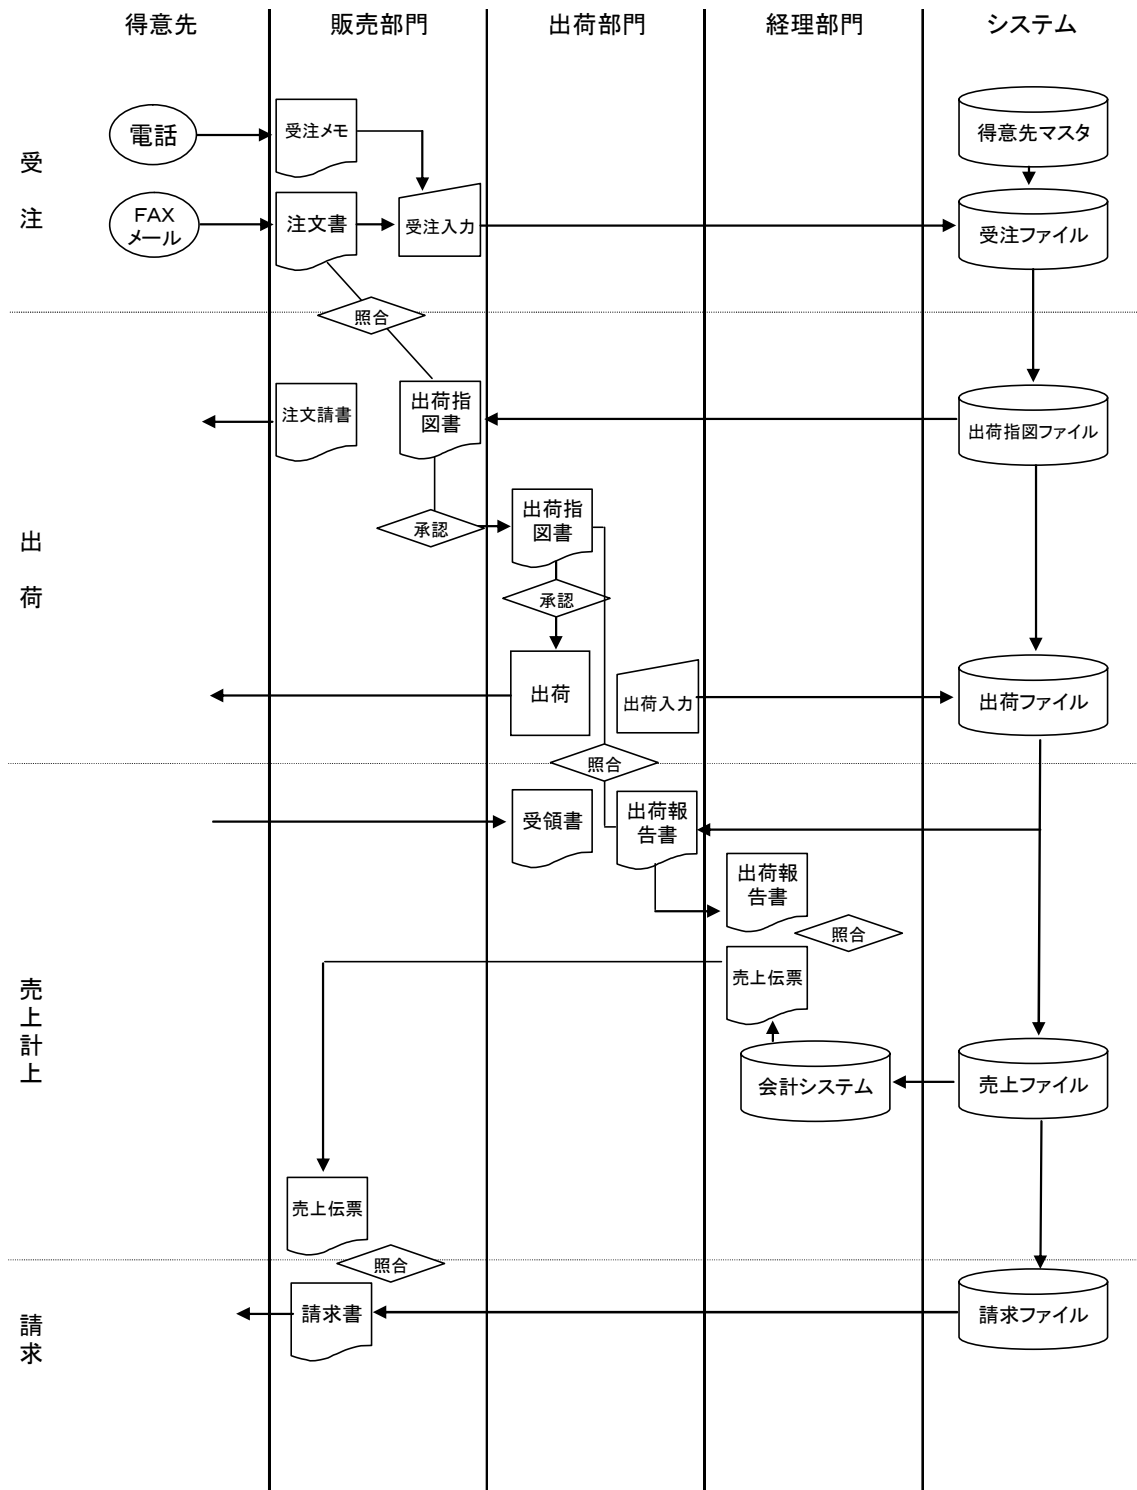 得意先
販売部門
出荷部門
経理部門
システム
受
注
電話
受注メモ
得意先マスタ
FAX
メール
注文書
受注入力
受注ファイル
照合
出
荷
注文請書
出荷指
図書
出荷指図ファイル
承認
出荷指
図書
承認
出荷
出荷入力
出荷ファイル
照合
売
上
計
上
受領書
出荷報
告書
出荷報
告書
照合
売上伝票
会計システム
売上ファイル
売上伝票
照合
請
求
請求書
請求ファイル